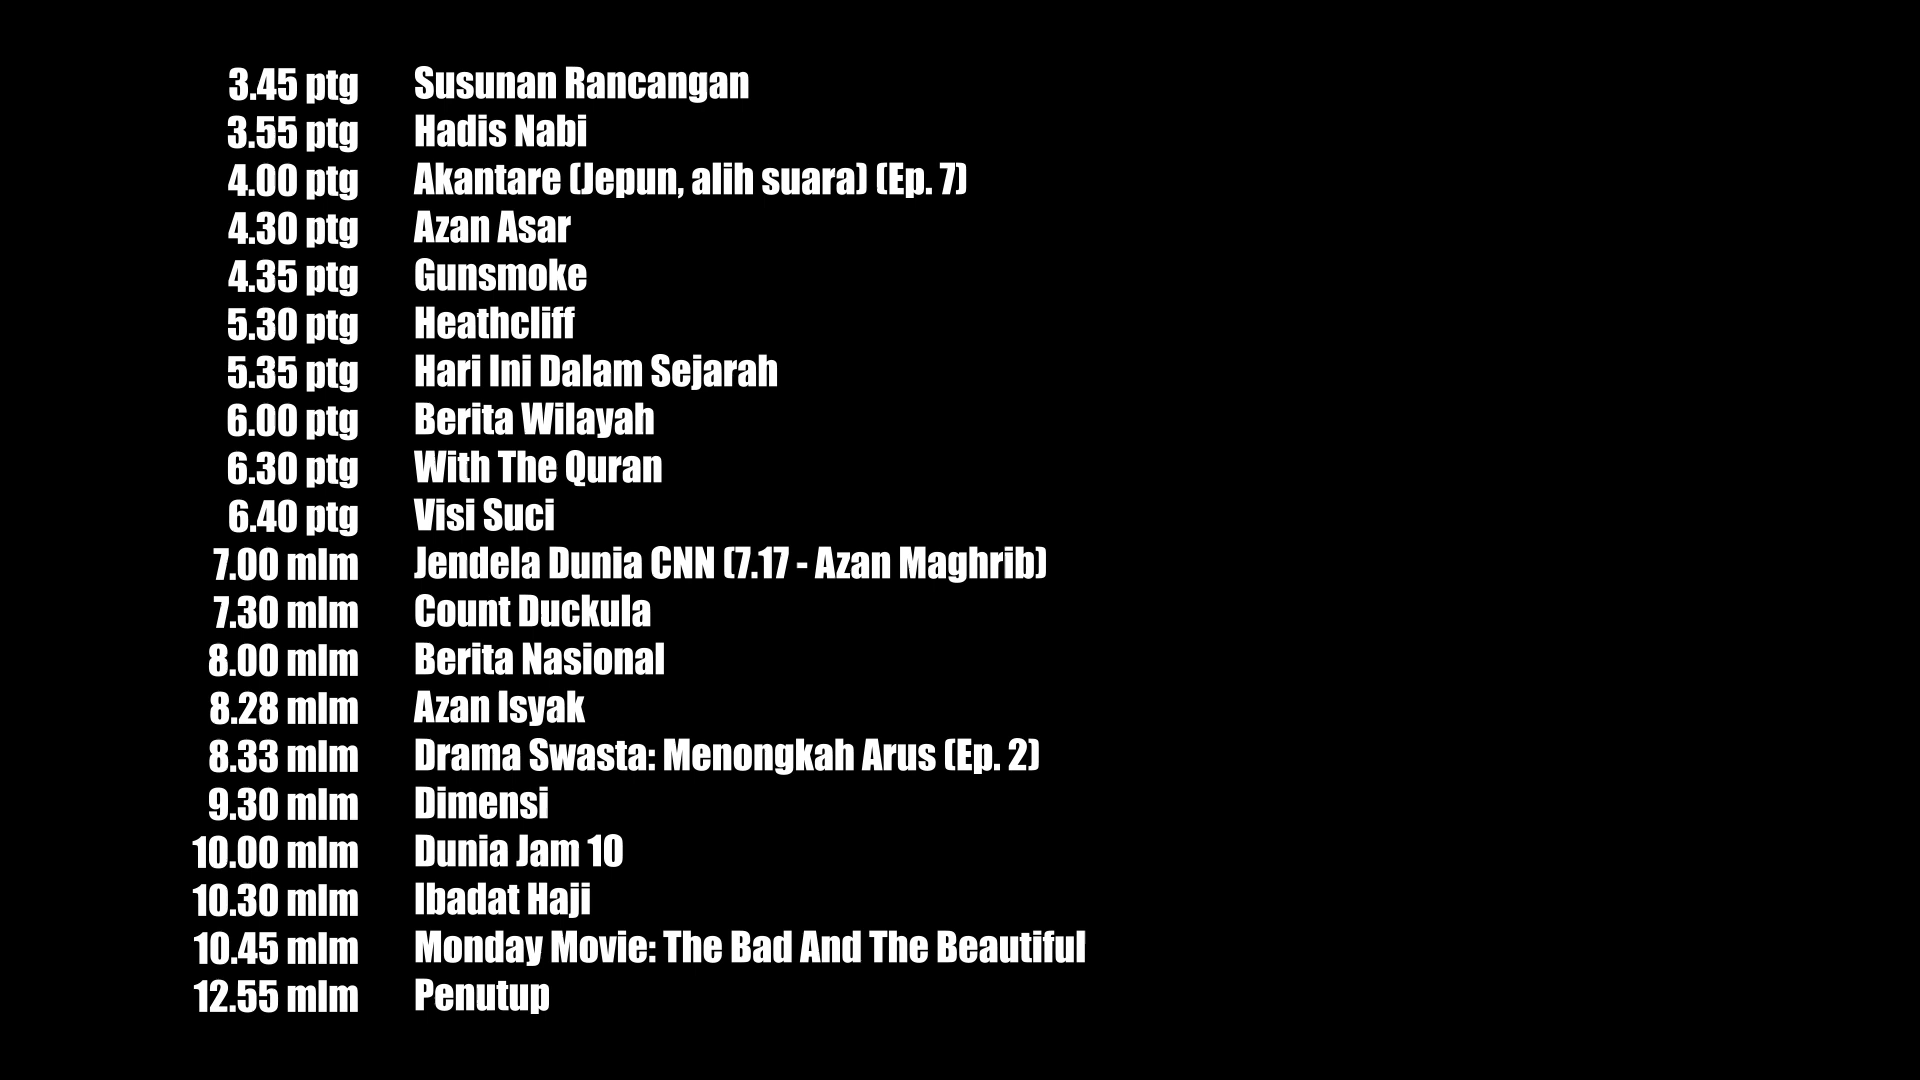 3.45 ptg Susunan Rancangan
3.55 ptg Hadis Nabi
4.00 ptg Akantare (Jepun, alih suara) (Ep. 7)
4.30 ptg Azan Asar
4.35 ptg Gunsmoke
5.30 ptg Heathcliff
5.35 ptg Hari Ini Dalam Sejarah
6.00 ptg Berita Wilayah
6.30 ptg With The Quran
6.40 ptg Visi Suci
7.00 mlm Jendela Dunia CNN (7.17 - Azan Maghrib)
7.30 mlm Count Duckula
8.00 mlm Berita Nasional
8.28 mlm Azan Isyak
8.33 mlm Drama Swasta: Menongkah Arus (Ep. 2)
9.30 mlm Dimensi
10.00 mlm Dunia Jam 10
10.30 mlm Ibadat Haji
10.45 mlm Monday Movie: The Bad And The Beautiful
12.55 mlm Penutup